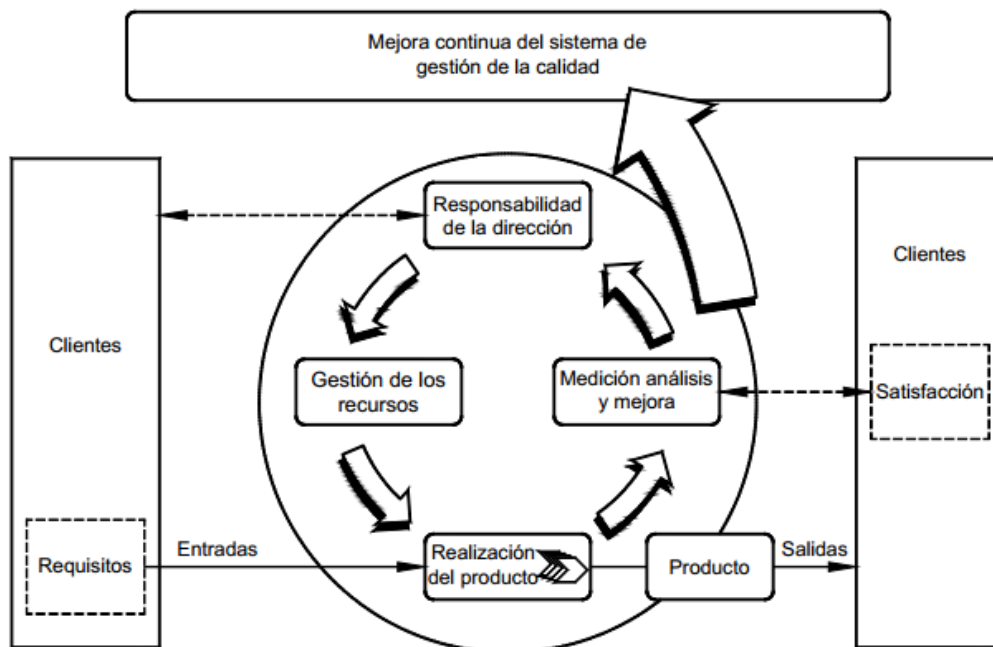 Mejora continua del sistema de
gestión de la calidad
Responsabilidad
de la dirección
Clientes
Clientes
Gestión de los
recursos
Medición análisis
y mejora
Satisfacción
Requisitos
Entradas
Realización
del producto
Producto
Salidas